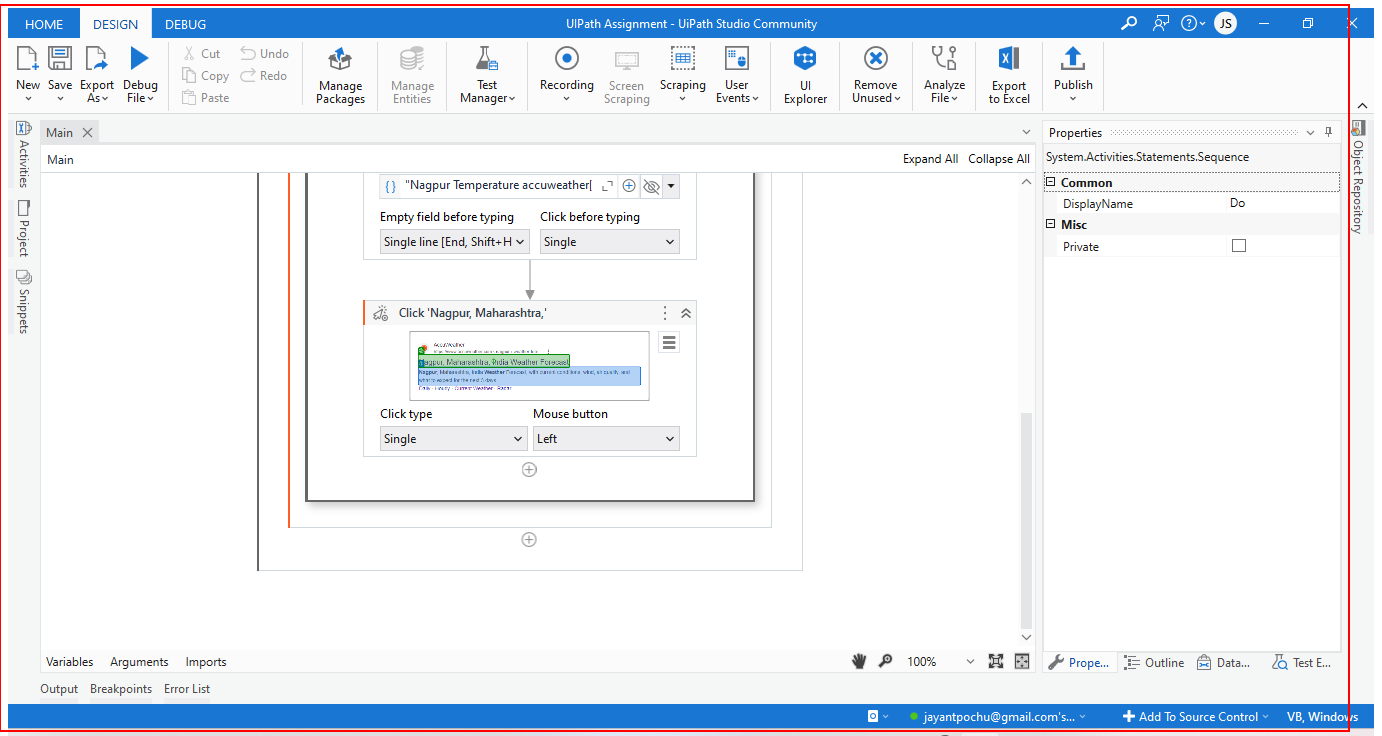 HOME DESIGN DEBUG UIPath Assignment - UiPath Studio Community JS
New Save Export As Debug File
Cut Copy Paste Undo Redo
Manage Packages
Manage Entities
Test Manager
Recording
Screen Scraping
Scraping
User Events
UI Explorer
Remove Unused
Analyze File
Export to Excel
Publish
Activities
Project
Snippets
Main
Main Expand All Collapse All
"Nagpur Temperature accuweather[
Empty field before typing Click before typing
Single line [End, Shift+H Single
Click 'Nagpur, Maharashtra,'
AccuWeather
Nagpur, Maharashtra, India Weather Forecast
Nagpur, Maharashtra, India Weather Forecast, with current conditions, wind, air quality, and
what to expect for the next 3 days.
Daily · Hourly · Current Weather · Radar
Click type Mouse button
Single Left
Properties
System.Activities.Statements.Sequence
Common
DisplayName Do
Misc
Private
Object Repository
Variables Arguments Imports 100%
Prope... Outline Data... Test E...
Output Breakpoints Error List
jayantpochu@gmail.com's... Add To Source Control VB, Windows